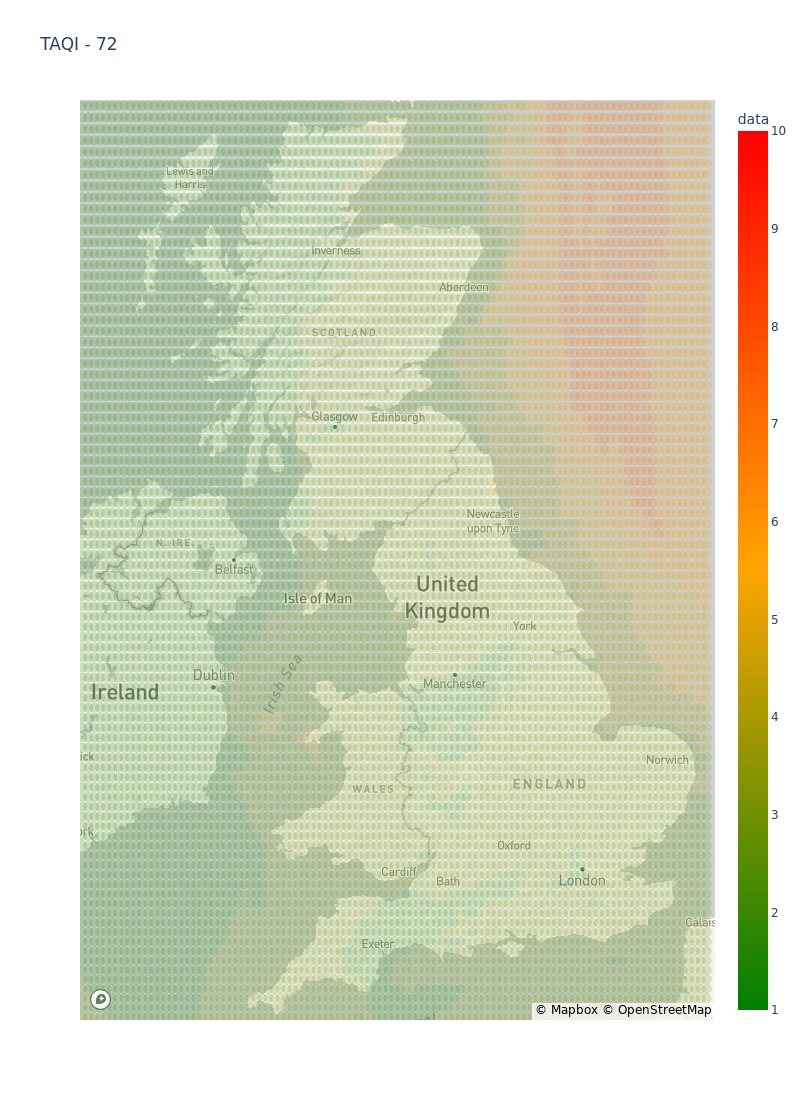 TAQI - 72
data
10
Lewis and
Harris
9
Inverness
Aberdeen
8
SCOTLAND
Glasgow
Edinburgh
7
Newcastle
upon Tyne
6
N. IRE.
Belfast
United
Kingdom
Isle of Man
5
York
Dublin
Manchester
Irish Sea
Ireland
4
ick
Norwich
WALES
ENGLAND
3
rk
Oxford
Cardiff
Bath
London
2
Calais
Exeter
© Mapbox © OpenStreetMap
1